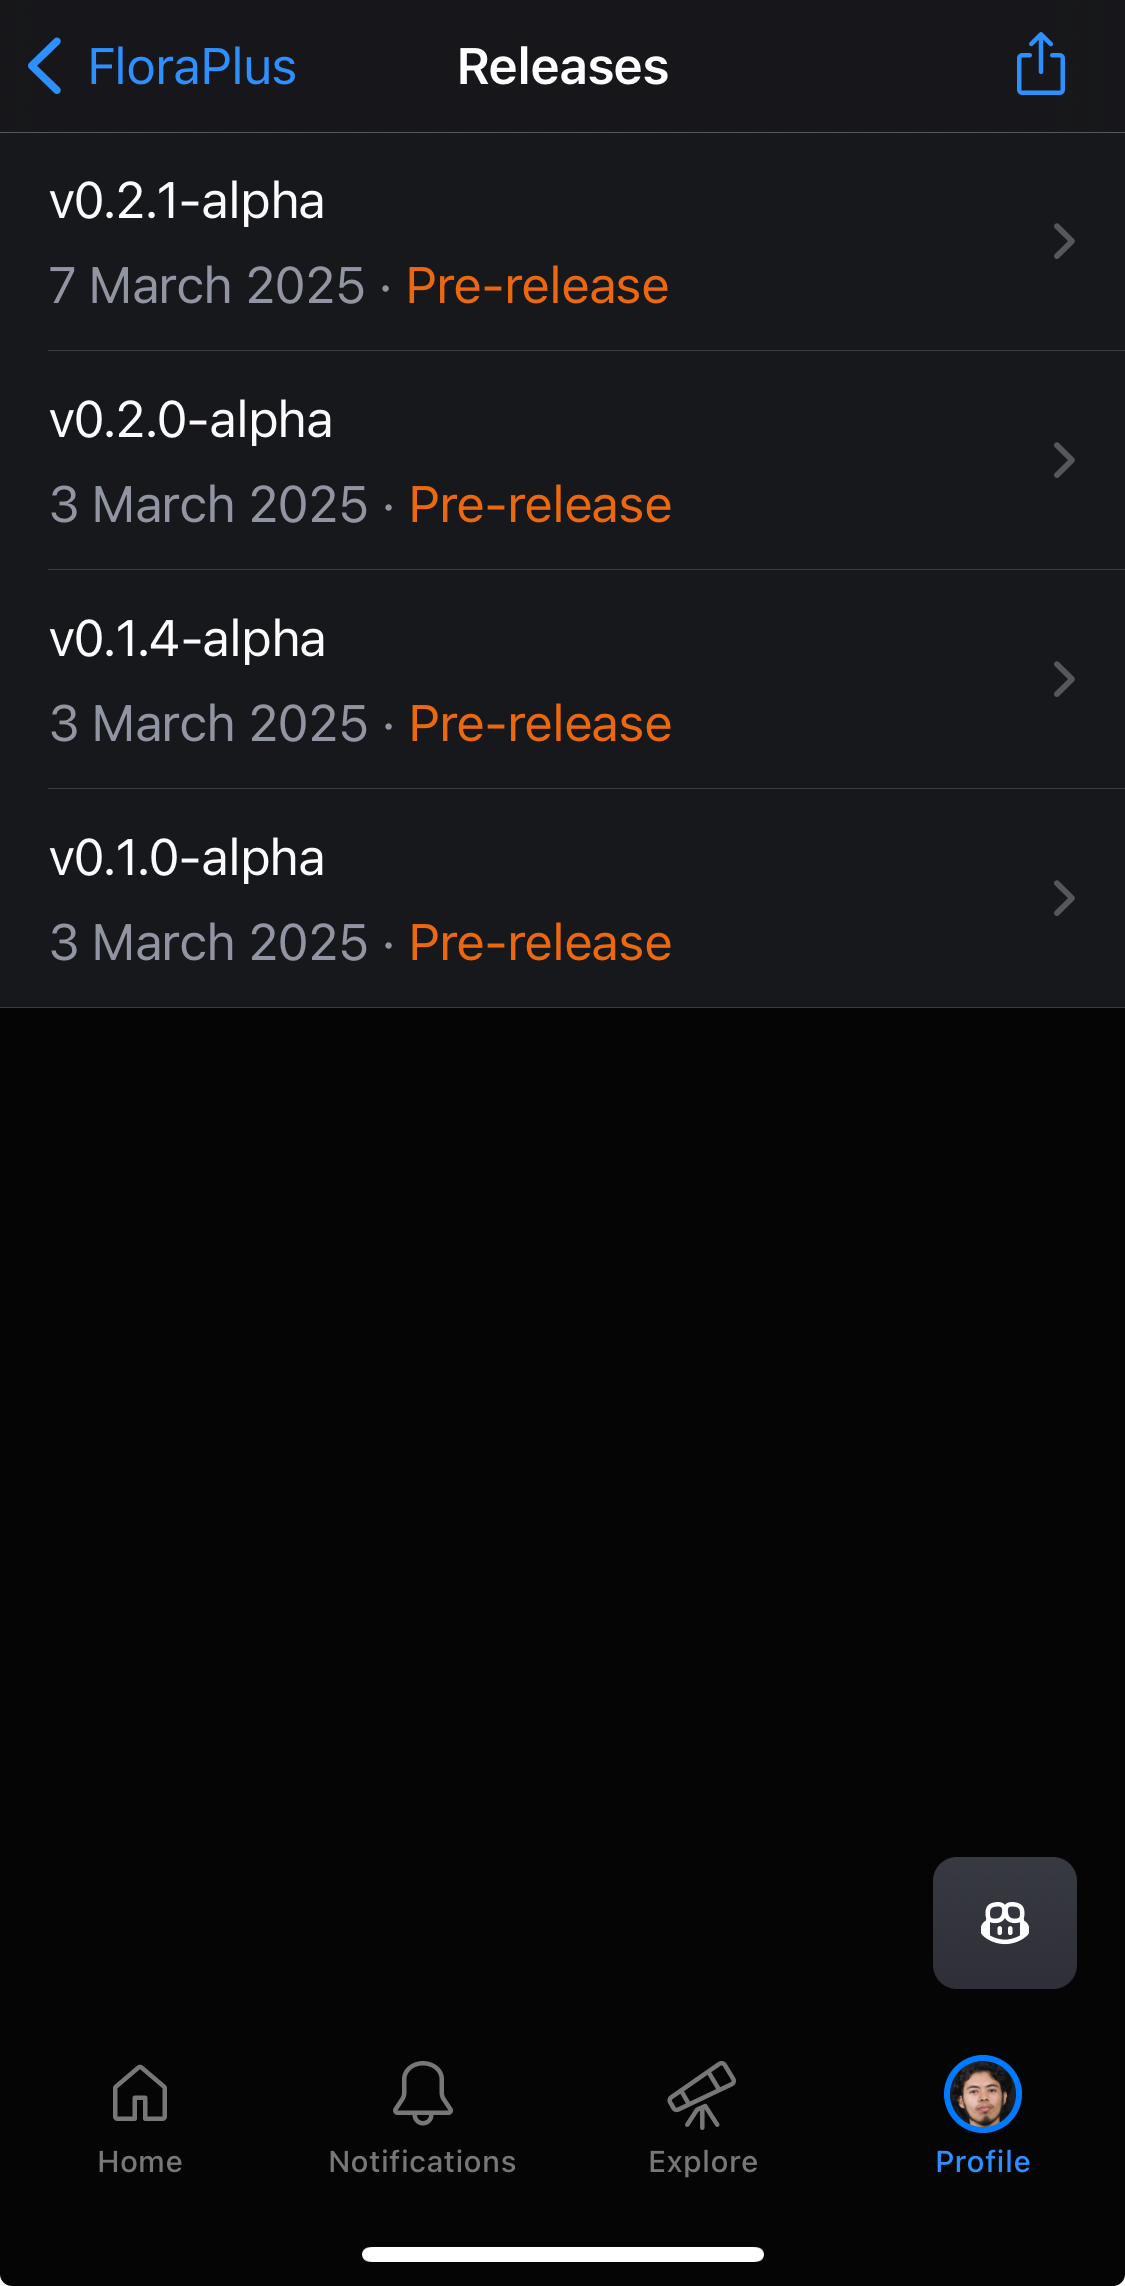 FloraPlus
Releases
v0.2.1-alpha
7 March 2025 · Pre-release
v0.2.0-alpha
3 March 2025 · Pre-release
v0.1.4-alpha
3 March 2025 · Pre-release
v0.1.0-alpha
3 March 2025 · Pre-release
Home
Notifications
Explore
Profile